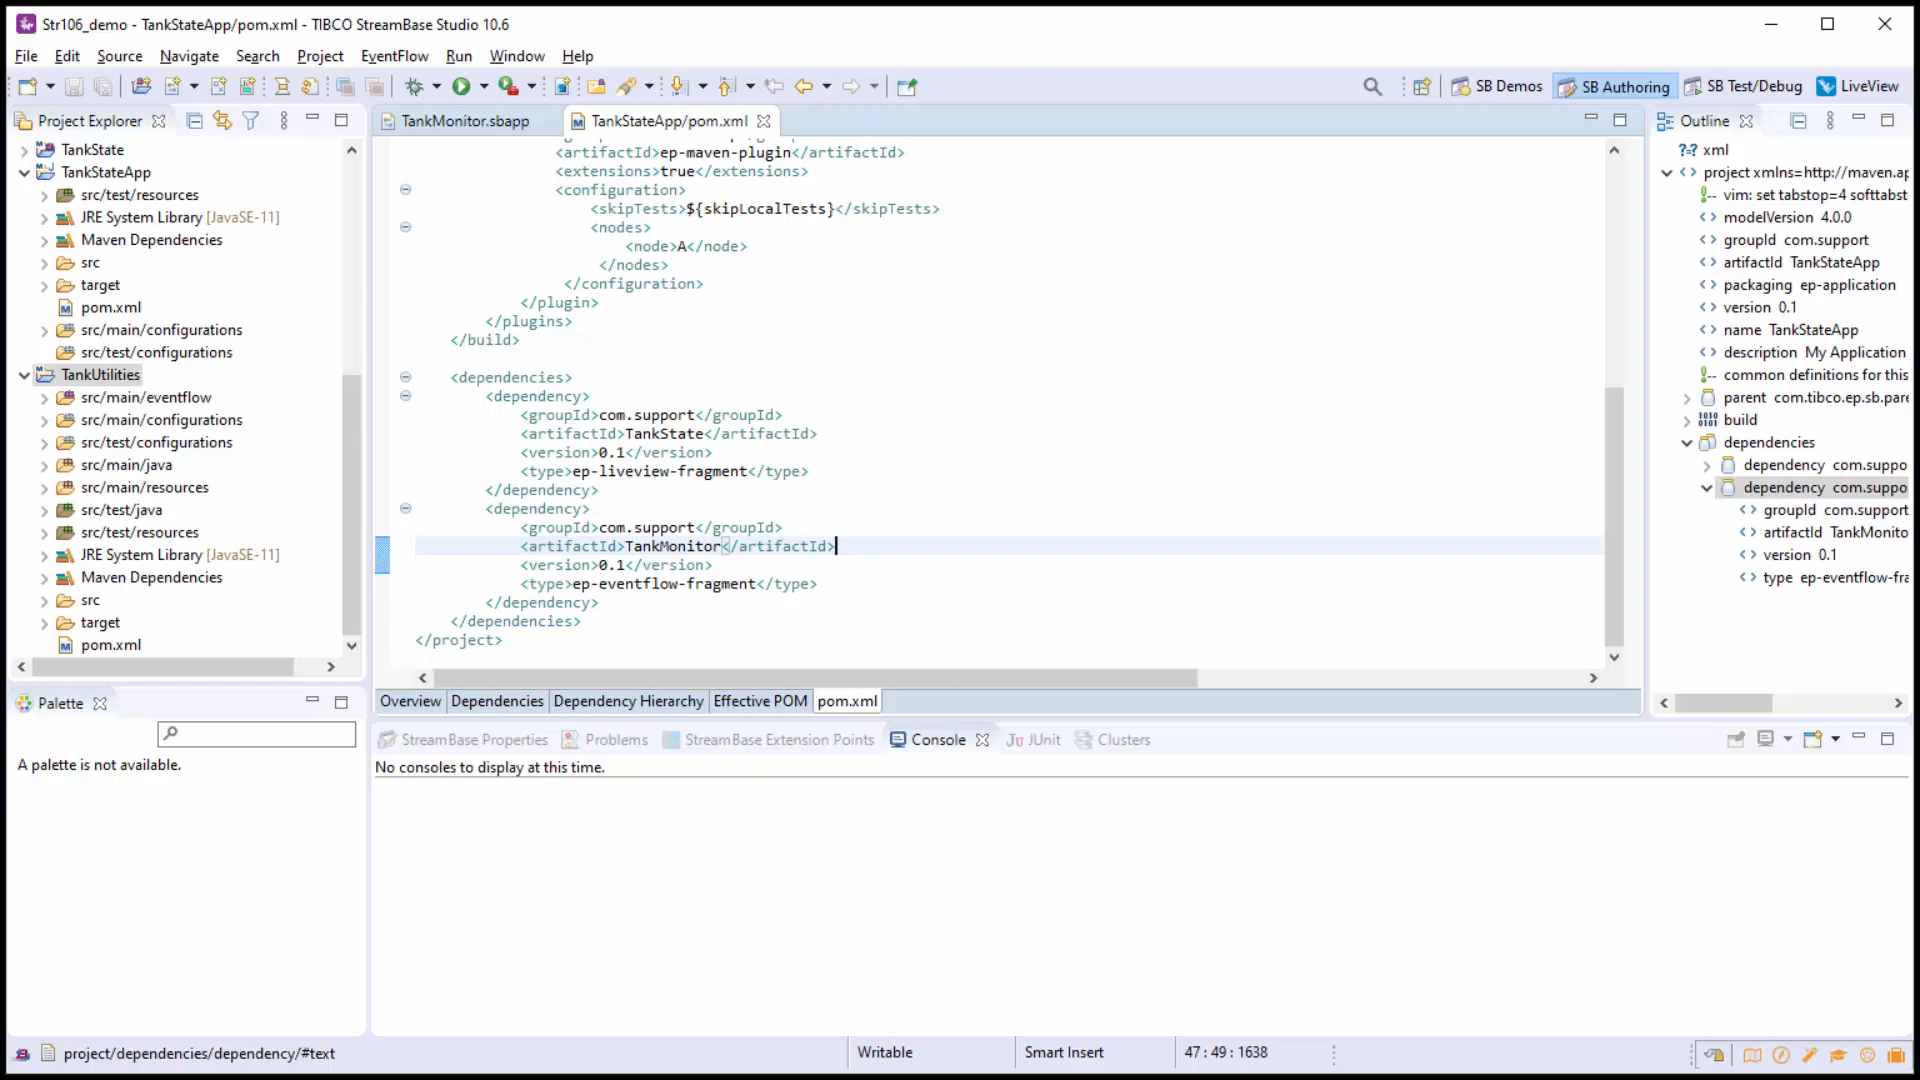 Str106_demo - TankStateApp/pom.xml - TIBCO StreamBase Studio 10.6
File Edit Source Navigate Search Project EventFlow Run Window Help
SB Demos SB Authoring SB Test/Debug LiveView
Project Explorer
TankState
TankStateApp
src/test/resources
JRE System Library [JavaSE-11]
Maven Dependencies
src
target
pom.xml
src/main/configurations
src/test/configurations
TankUtilities
src/main/eventflow
src/main/configurations
src/test/configurations
src/main/java
src/main/resources
src/test/java
src/test/resources
JRE System Library [JavaSE-11]
Maven Dependencies
src
target
pom.xml
Palette
A palette is not available.
TankMonitor.sbapp TankStateApp/pom.xml
<artifactId>ep-maven-plugin</artifactId>
<extensions>true</extensions>
<configuration>
<skipTests>${skipLocalTests}</skipTests>
<nodes>
<node>A</node>
</nodes>
</configuration>
</plugin>
</plugins>
</build>
<dependencies>
<dependency>
<groupId>com.support</groupId>
<artifactId>TankState</artifactId>
<version>0.1</version>
<type>ep-liveview-fragment</type>
</dependency>
<dependency>
<groupId>com.support</groupId>
<artifactId>TankMonitor</artifactId>
<version>0.1</version>
<type>ep-eventflow-fragment</type>
</dependency>
</dependencies>
</project>
Overview Dependencies Dependency Hierarchy Effective POM pom.xml
Outline
?=? xml
project xmlns=http://maven.ap
vim: set tabstop=4 softtabst
modelVersion 4.0.0
groupId com.support
artifactId TankStateApp
packaging ep-application
version 0.1
name TankStateApp
description My Application
common definitions for this
parent com.tibco.ep.sb.pare
build
dependencies
dependency com.suppo
dependency com.suppo
groupId com.support
artifactId TankMonito
version 0.1
type ep-eventflow-fra
StreamBase Properties Problems StreamBase Extension Points Console JUnit Clusters
No consoles to display at this time.
project/dependencies/dependency/#text
Writable
Smart Insert
47 : 49 : 1638